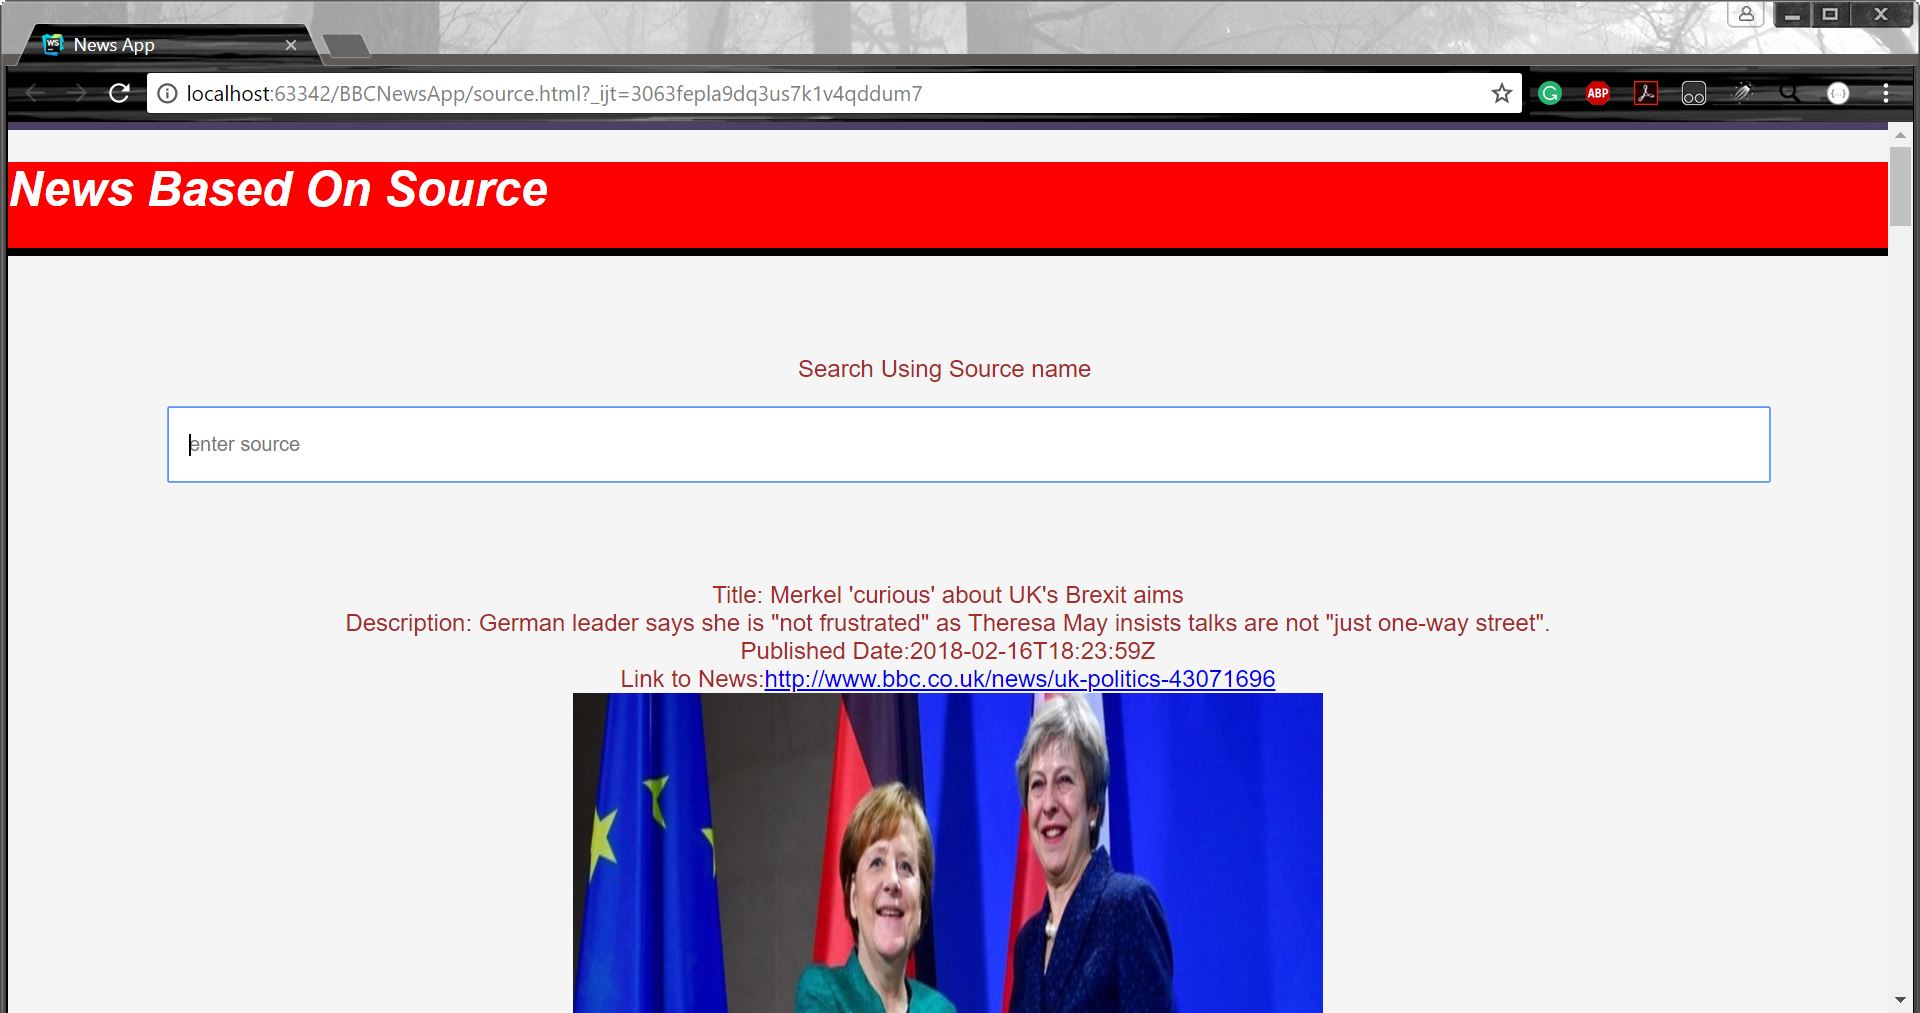 News App
localhost:63342/BBCNewsApp/source.html?_ijt=3063fepla9dq3us7k1v4qddum7
ABP
News Based On Source
Search Using Source name
enter source
Title: Merkel 'curious' about UK's Brexit aims
Description: German leader says she is "not frustrated" as Theresa May insists talks are not "just one-way street".
Published Date:2018-02-16T18:23:59Z
Link to News:http://www.bbc.co.uk/news/uk-politics-43071696